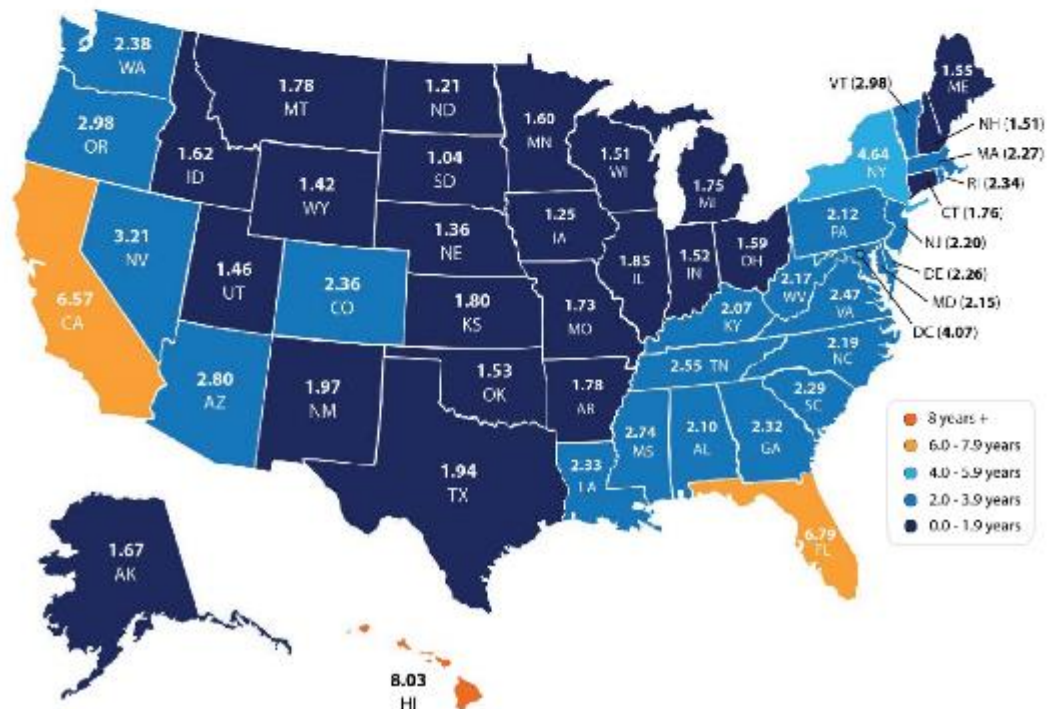 2.38
WA
2.98
OR
6.57
CA
3.21
NV
1.62
ID
1.78
MT
1.42
WY
1.46
UT
2.36
CO
2.80
AZ
1.97
NM
1.21
ND
1.04
SD
1.36
NE
1.80
KS
1.53
OK
1.94
TX
1.60
MN
1.25
IA
1.73
MO
1.78
AR
2.33
LA
1.51
WI
1.85
IL
1.75
MI
1.52
IN
1.59
OH
2.07
KY
2.55 TN
2.74
MS
2.10
AL
2.32
GA
6.79
FL
2.29
SC
2.19
NC
2.47
VA
2.17
WV
2.12
PA
4.64
NY
1.55
ME
VT (2.98)
NH (1.51)
MA (2.27)
RI (2.34)
CT (1.76)
NJ (2.20)
DE (2.26)
MD (2.15)
DC (4.07)
1.67
AK
8.03
HI
8 years +
6.0 - 7.9 years
4.0 - 5.9 years
2.0 - 3.9 years
0.0 - 1.9 years